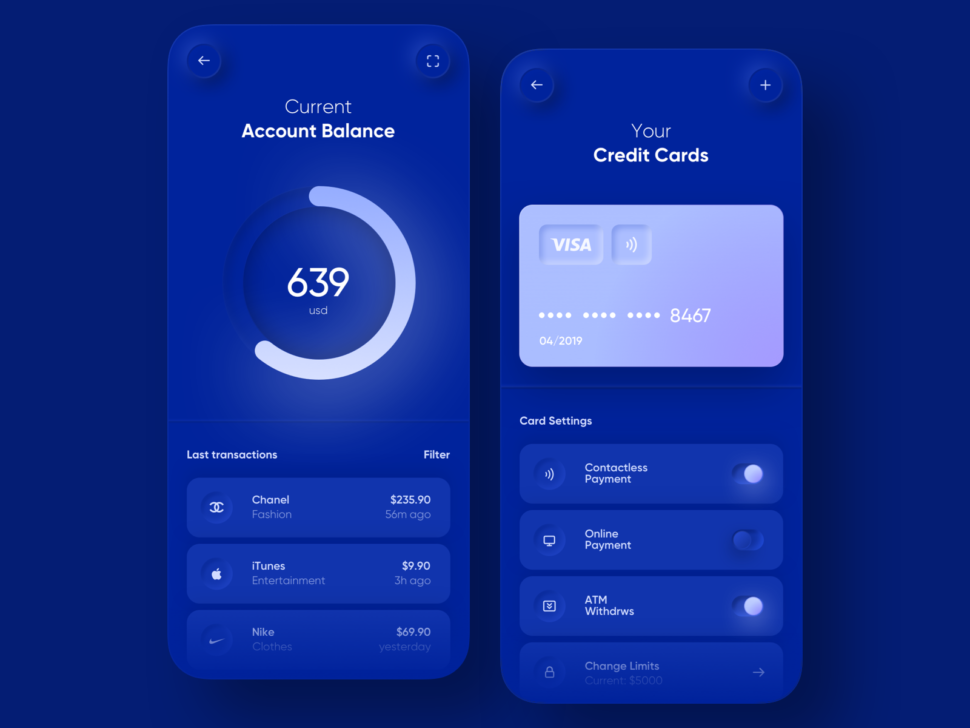 Current
Account Balance
639
usd
Last transactions
Filter
Chanel
$235.90
Fashion
56m ago
iTunes
$9.90
Entertainment
3h ago
Nike
$69.90
Clothes
yesterday
Your
Credit Cards
VISA
•••• •••• •••• 8467
04/2019
Card Settings
Contactless
Payment
Online
Payment
ATM
Withdrws
Change Limits
Current: $5000